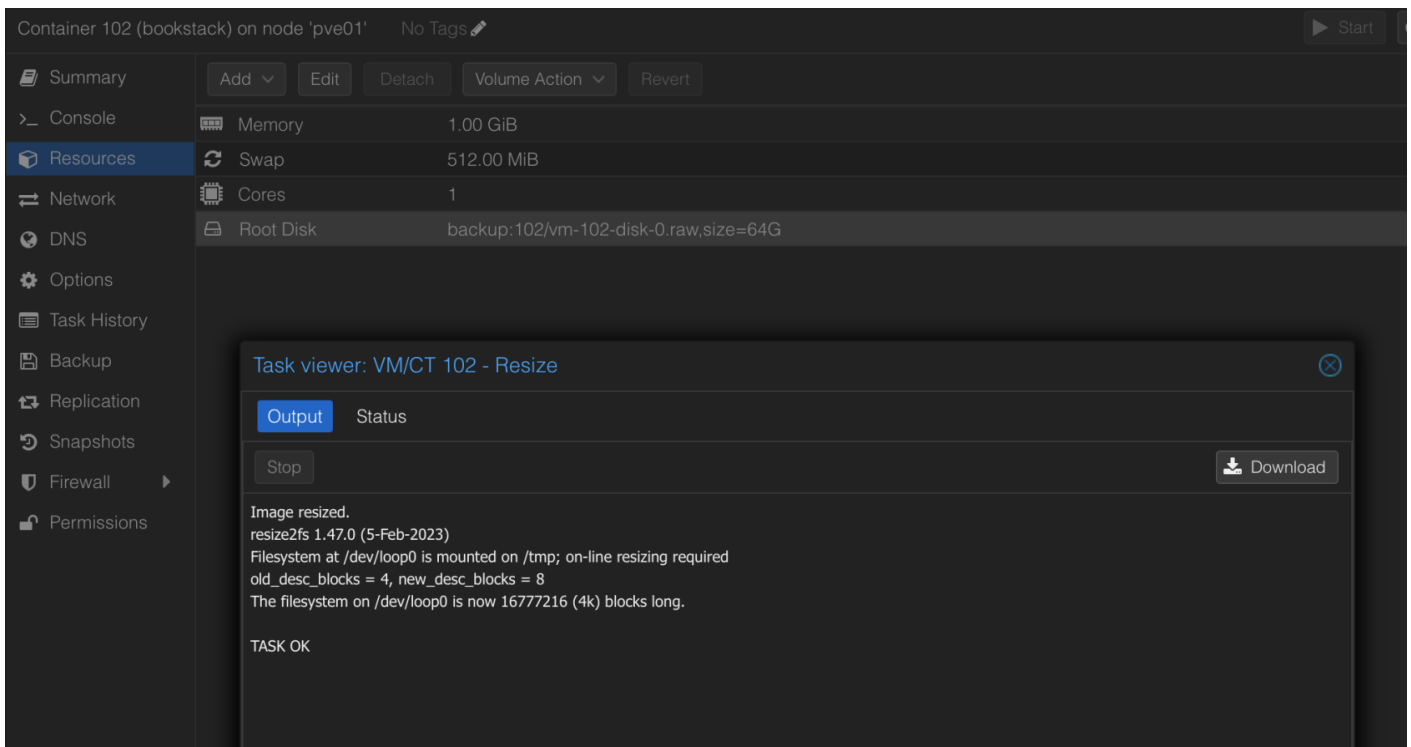 Container 102 (bookstack) on node 'pve01' No Tags
Start
Summary
Console
Resources
Network
DNS
Options
Task History
Backup
Replication
Snapshots
Firewall
Permissions
Add Edit Detach Volume Action Revert
Memory 1.00 GiB
Swap 512.00 MiB
Cores 1
Root Disk backup:102/vm-102-disk-0.raw,size=64G
Task viewer: VM/CT 102 - Resize
Output Status
Stop Download
Image resized.
resize2fs 1.47.0 (5-Feb-2023)
Filesystem at /dev/loop0 is mounted on /tmp; on-line resizing required
old_desc_blocks = 4, new_desc_blocks = 8
The filesystem on /dev/loop0 is now 16777216 (4k) blocks long.
TASK OK